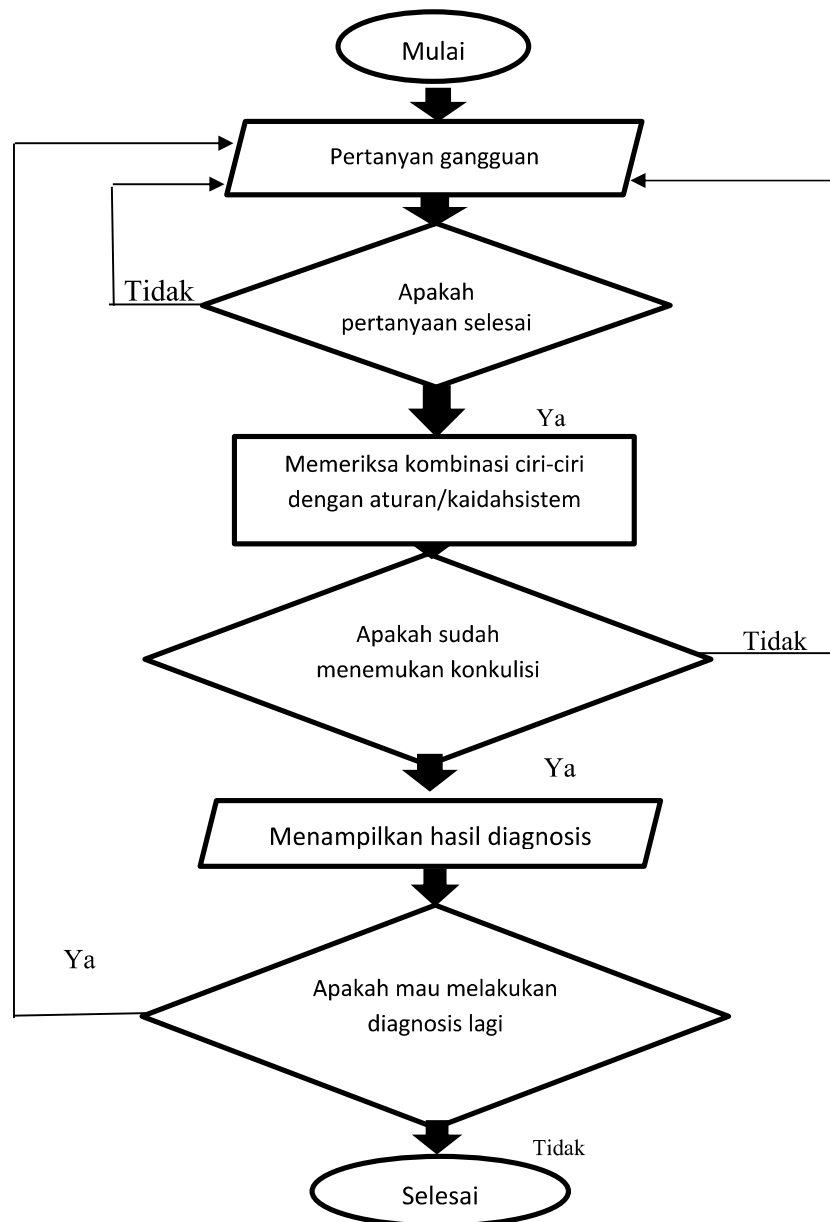 Mulai
Pertanyan gangguan
Tidak
Apakah
pertanyaan selesai
Ya
Memeriksa kombinasi ciri-ciri
dengan aturan/kaidahsistem
Apakah sudah
menemukan konkulisi
Tidak
Ya
Menampilkan hasil diagnosis
Ya
Apakah mau melakukan
diagnosis lagi
Tidak
Selesai